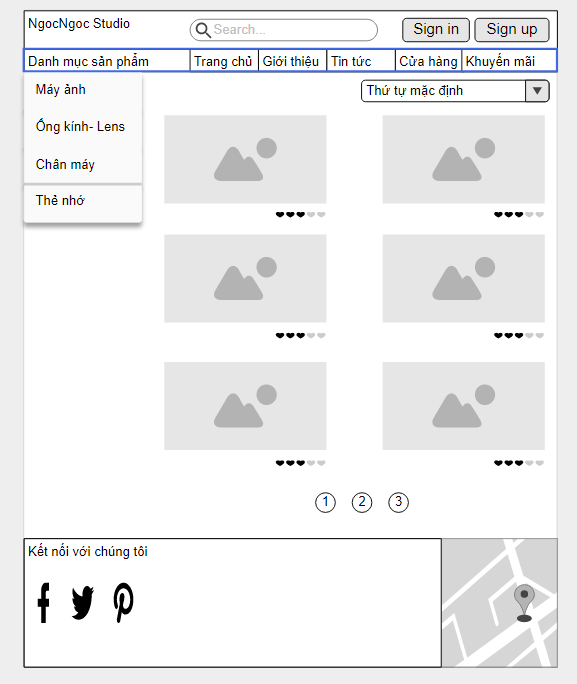 NgocNgoc Studio
Search...
Sign in
Sign up
Danh mục sản phẩm
Trang chủ
Giới thiệu
Tin tức
Cửa hàng
Khuyến mãi
Máy ảnh
Ống kính- Lens
Chân máy
Thẻ nhớ
Thứ tự mặc định
1
2
3
Kết nối với chúng tôi